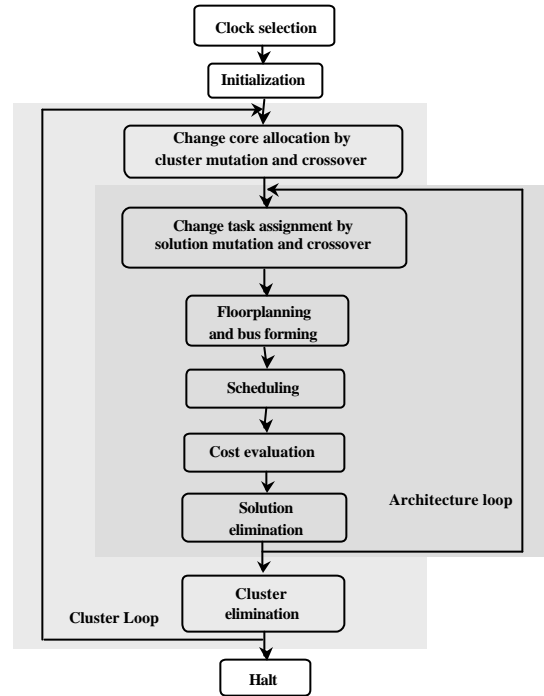 Clock selection
Initialization
Change core allocation by
cluster mutation and crossover
Change task assignment by
solution mutation and crossover
Floorplanning
and bus forming
Scheduling
Cost evaluation
Solution
elimination
Architecture loop
Cluster
elimination
Cluster Loop
Halt